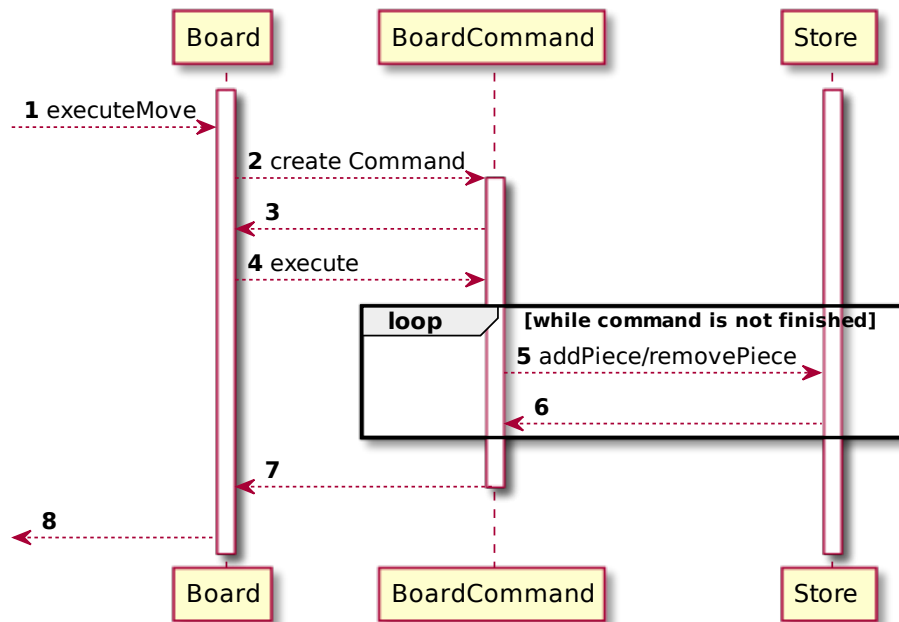 Board BoardCommand Store
1 executeMove
2 create Command
3
4 execute
loop [while command is not finished]
5 addPiece/removePiece
6
7
8
Board BoardCommand Store